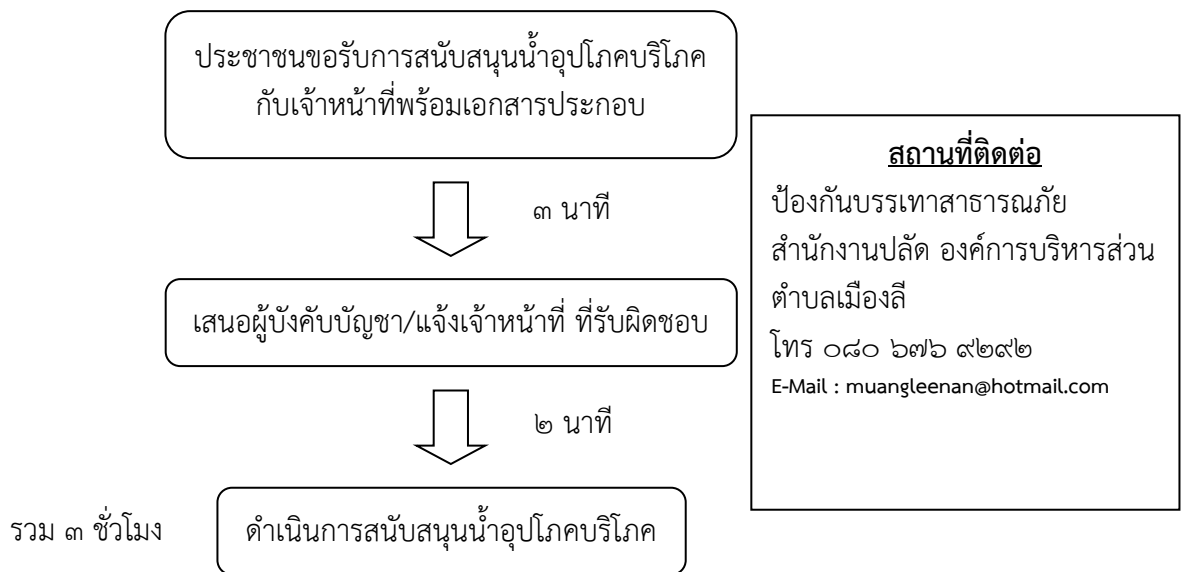 ประชาชนขอรับการสนับสนุนน้ำอุปโภคบริโภค
กับเจ้าหน้าที่พร้อมเอกสารประกอบ
๓ นาที
เสนอผู้บังคับบัญชา/แจ้งเจ้าหน้าที่ ที่รับผิดชอบ
๒ นาที
รวม ๓ ชั่วโมง
ดำเนินการสนับสนุนน้ำอุปโภคบริโภค
สถานที่ติดต่อ
ป้องกันบรรเทาสาธารณภัย
สำนักงานปลัด องค์การบริหารส่วน
ตำบลเมืองลี
โทร ๐๘๐ ๖๗๖ ๙๒๙๒
E-Mail : muangleenan@hotmail.com